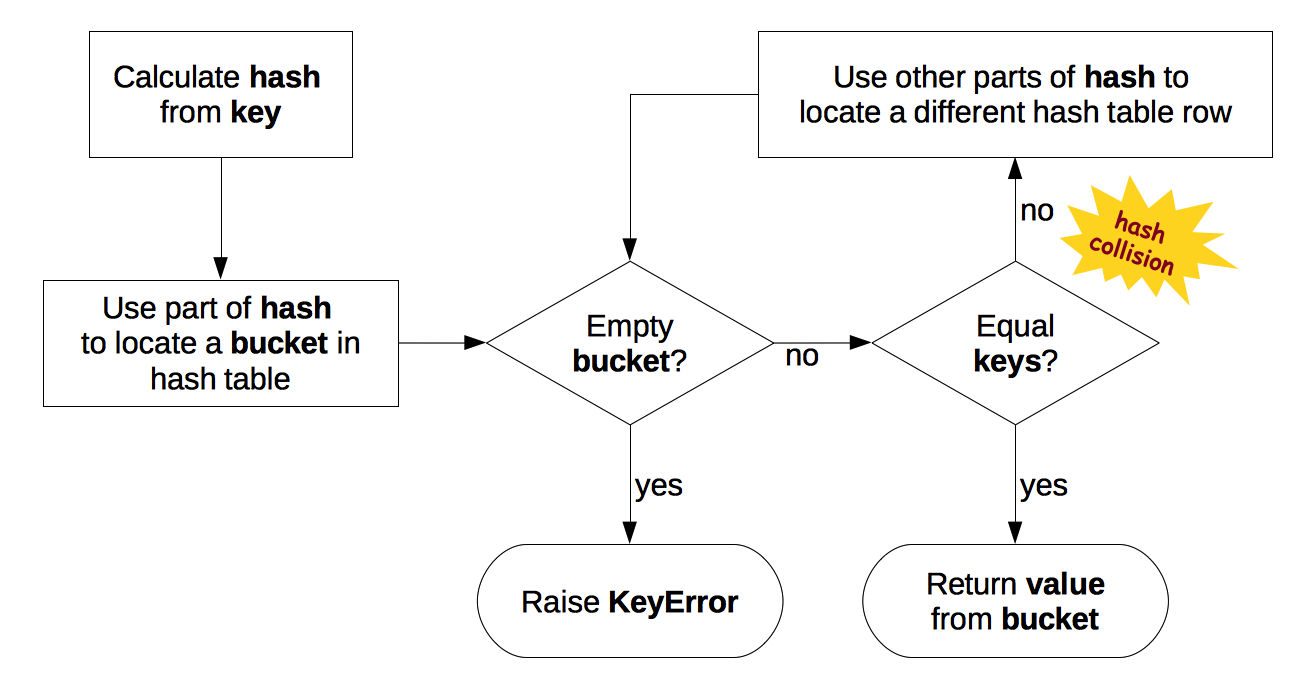 Calculate hash
from key
Use part of hash
to locate a bucket in
hash table
Empty
bucket?
yes
Raise KeyError
no
Equal
keys?
yes
Return value
from bucket
no
hash
collision
Use other parts of hash to
locate a different hash table row